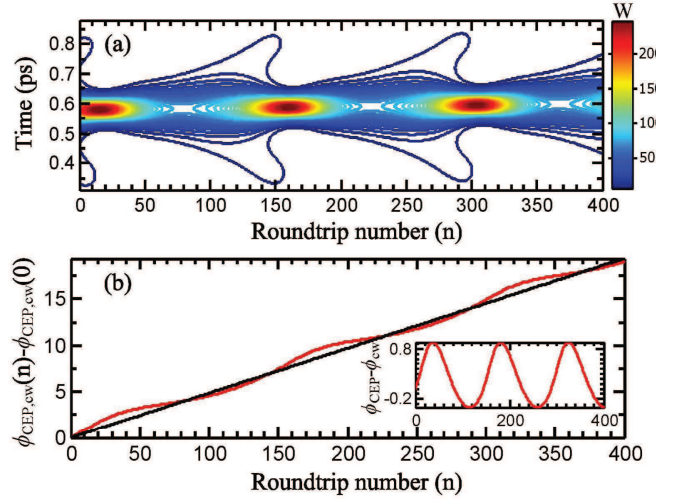 W
(a)
Time (ps)
0.8
0.7
0.6
0.5
0.4
200
150
100
50
0 50 100 150 200 250 300 350 400
Roundtrip number (n)
(b)
ϕCEP,cw(n)-ϕCEP,cw(0)
15
10
5
0
ϕCEP-ϕcw
0.8
-0.2
0 200 400
0 50 100 150 200 250 300 350 400
Roundtrip number (n)